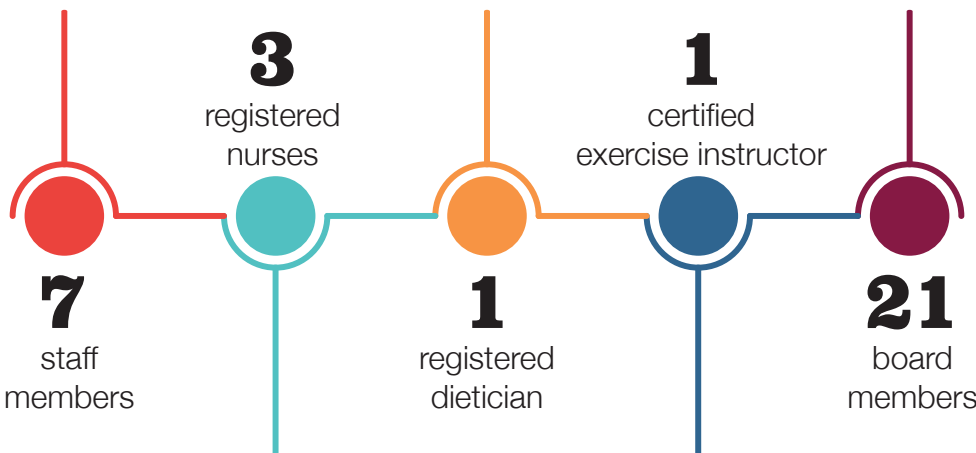 7
staff
members
3
registered
nurses
1
registered
dietician
1
certified
exercise instructor
21
board
members